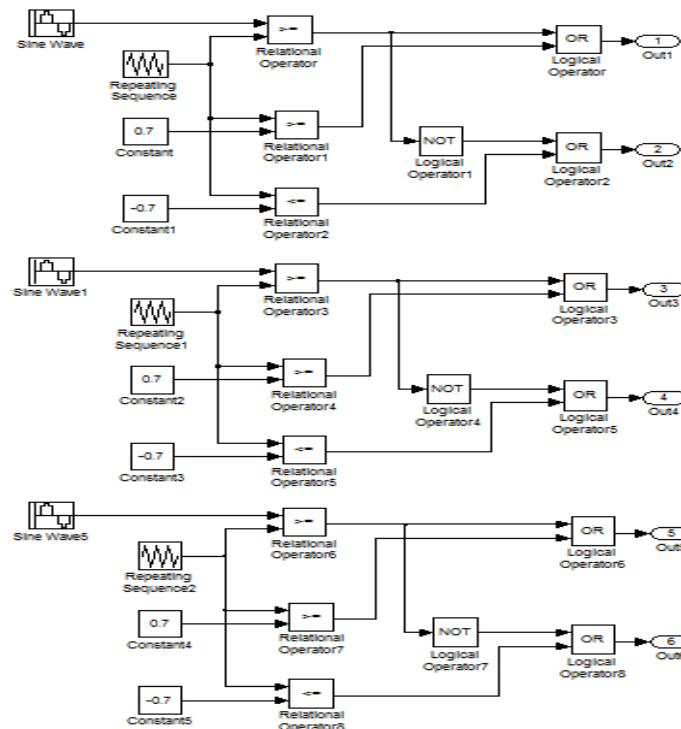 >=
OR
1
Sine Wave
Relational
Operator
Logical
Operator
Out1
Repeating
Sequence
0.7
>=
NOT
OR
2
Constant
Relational
Operator1
Logical
Operator1
Logical
Operator2
Out2
-0.7
<=
Constant1
Relational
Operator2
>=
OR
3
Sine Wave1
Relational
Operator3
Logical
Operator3
Out3
Repeating
Sequence1
0.7
>=
NOT
OR
4
Constant2
Relational
Operator4
Logical
Operator4
Logical
Operator5
Out4
-0.7
<=
Constant3
Relational
Operator5
>=
OR
5
Sine Wave5
Relational
Operator6
Logical
Operator6
Repeating
Sequence2
0.7
>=
NOT
OR
6
Constant4
Relational
Operator7
Logical
Operator7
Logical
Operator8
-0.7
<=
Constant5
Relational
Operator8